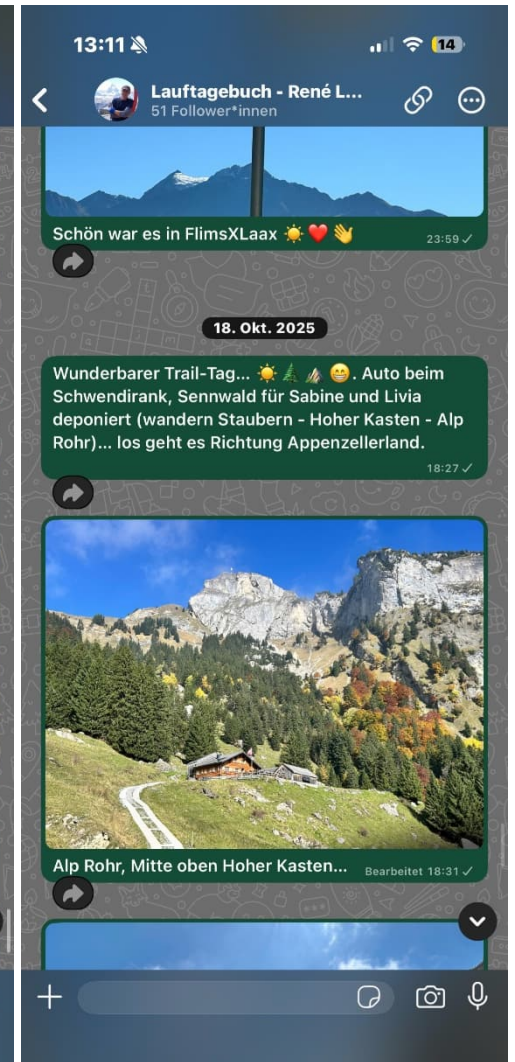 13:11
14
Lauftagebuch - René L...
51 Follower*innen
Schön war es in FlimsXLaax ☀️❤️👋
23:59
18. Okt. 2025
Wunderbarer Trail-Tag... ☀️🌲⛰️😁. Auto beim
Schwendirank, Sennwald für Sabine und Livia
deponiert (wandern Staubern - Hoher Kasten - Alp
Rohr)... los geht es Richtung Appenzellerland.
18:27
Alp Rohr, Mitte oben Hoher Kasten...
Bearbeitet 18:31